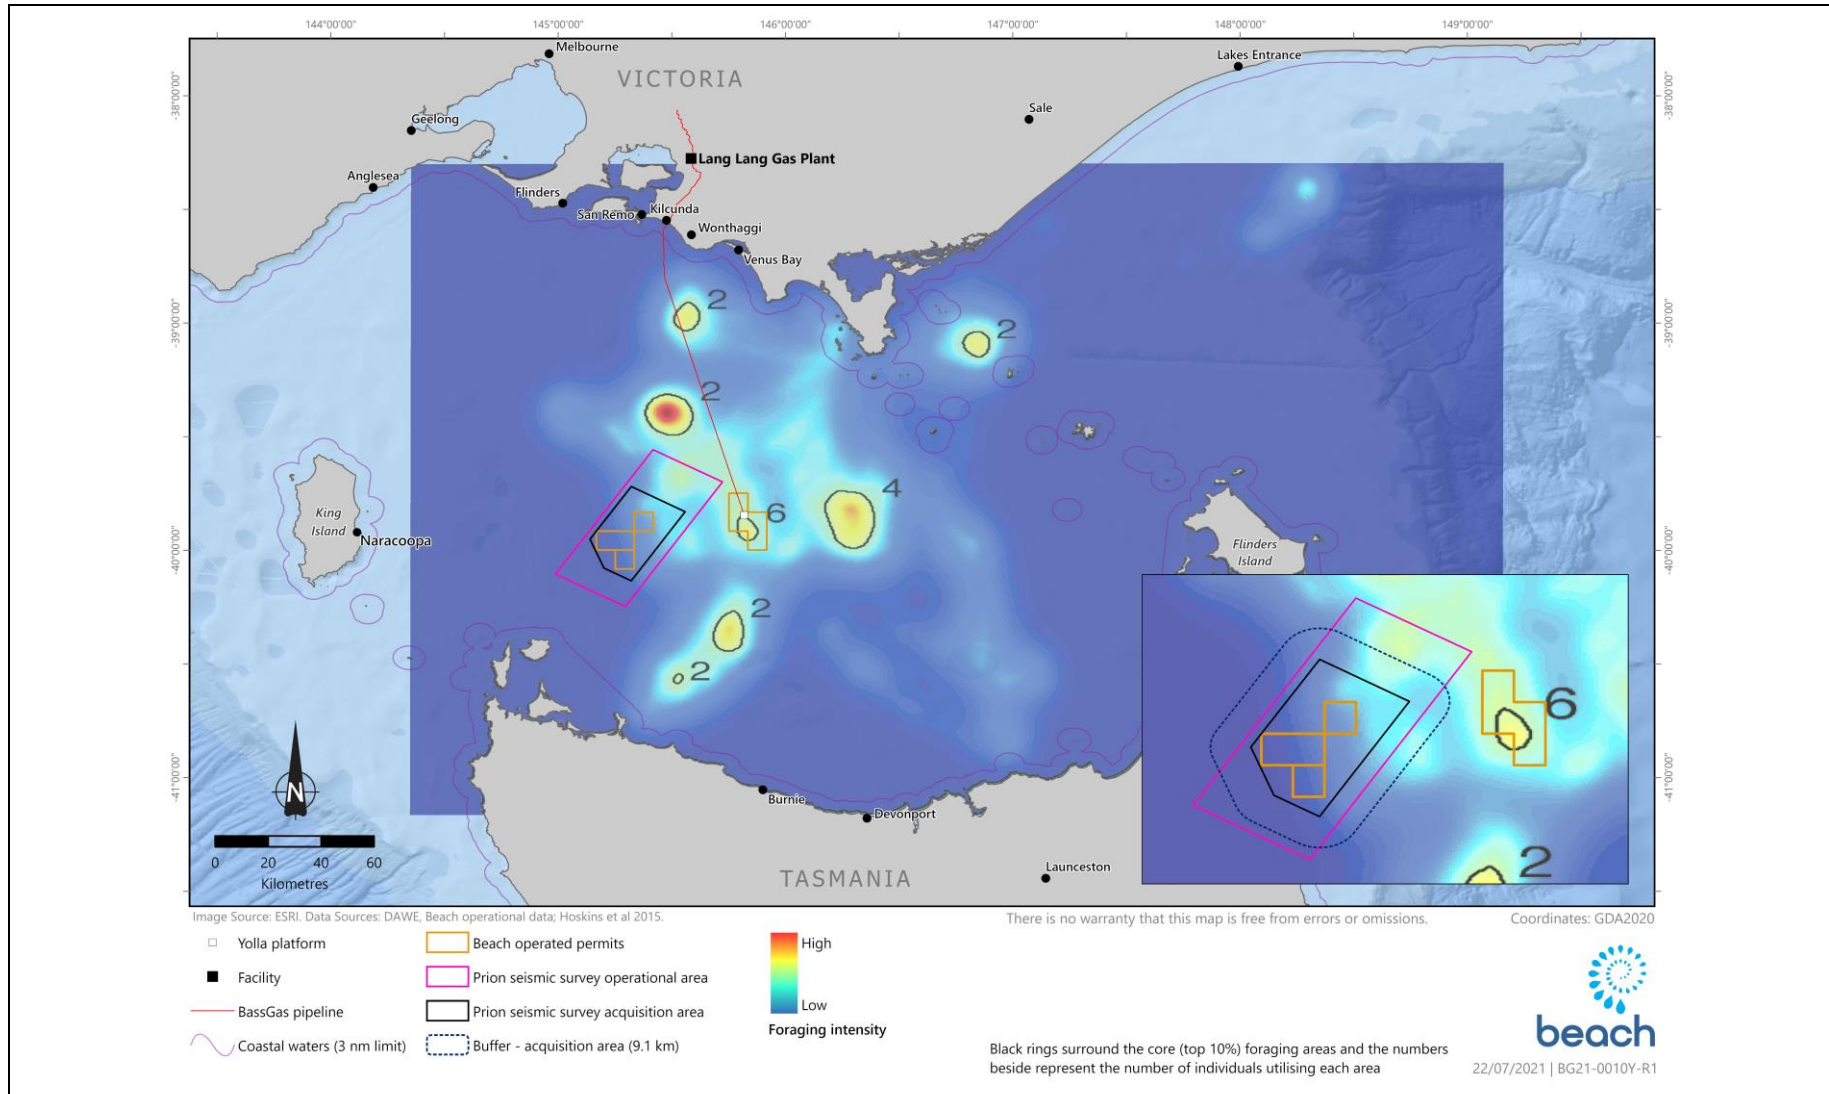 144°00'00" 145°00'00" 146°00'00" 147°00'00" 148°00'00" 149°00'00"
Melbourne
Lakes Entrance
VICTORIA
-38°00'00" -38°00'00"
Sale
Geelong
Lang Lang Gas Plant
Anglesea
Flinders
San Remo
Kilcunda
Wonthaggi
Venus Bay
2
-39°00'00" -39°00'00"
2
2
4
6
King
Island
Naracoopa
-40°00'00" -40°00'00"
Flinders
Island
2
2
6
2
-41°00'00" -41°00'00"
N
Burnie
Devonport
0 20 40 60
Kilometres
TASMANIA
Launceston
Image Source: ESRI. Data Sources: DAWE, Beach operational data; Hoskins et al 2015.
There is no warranty that this map is free from errors or omissions.
Coordinates: GDA2020
Yolla platform
Facility
BassGas pipeline
Coastal waters (3 nm limit)
Beach operated permits
Prion seismic survey operational area
Prion seismic survey acquisition area
Buffer - acquisition area (9.1 km)
High
Low
Foraging intensity
Black rings surround the core (top 10%) foraging areas and the numbers
beside represent the number of individuals utilising each area
beach
22/07/2021 | BG21-0010Y-R1